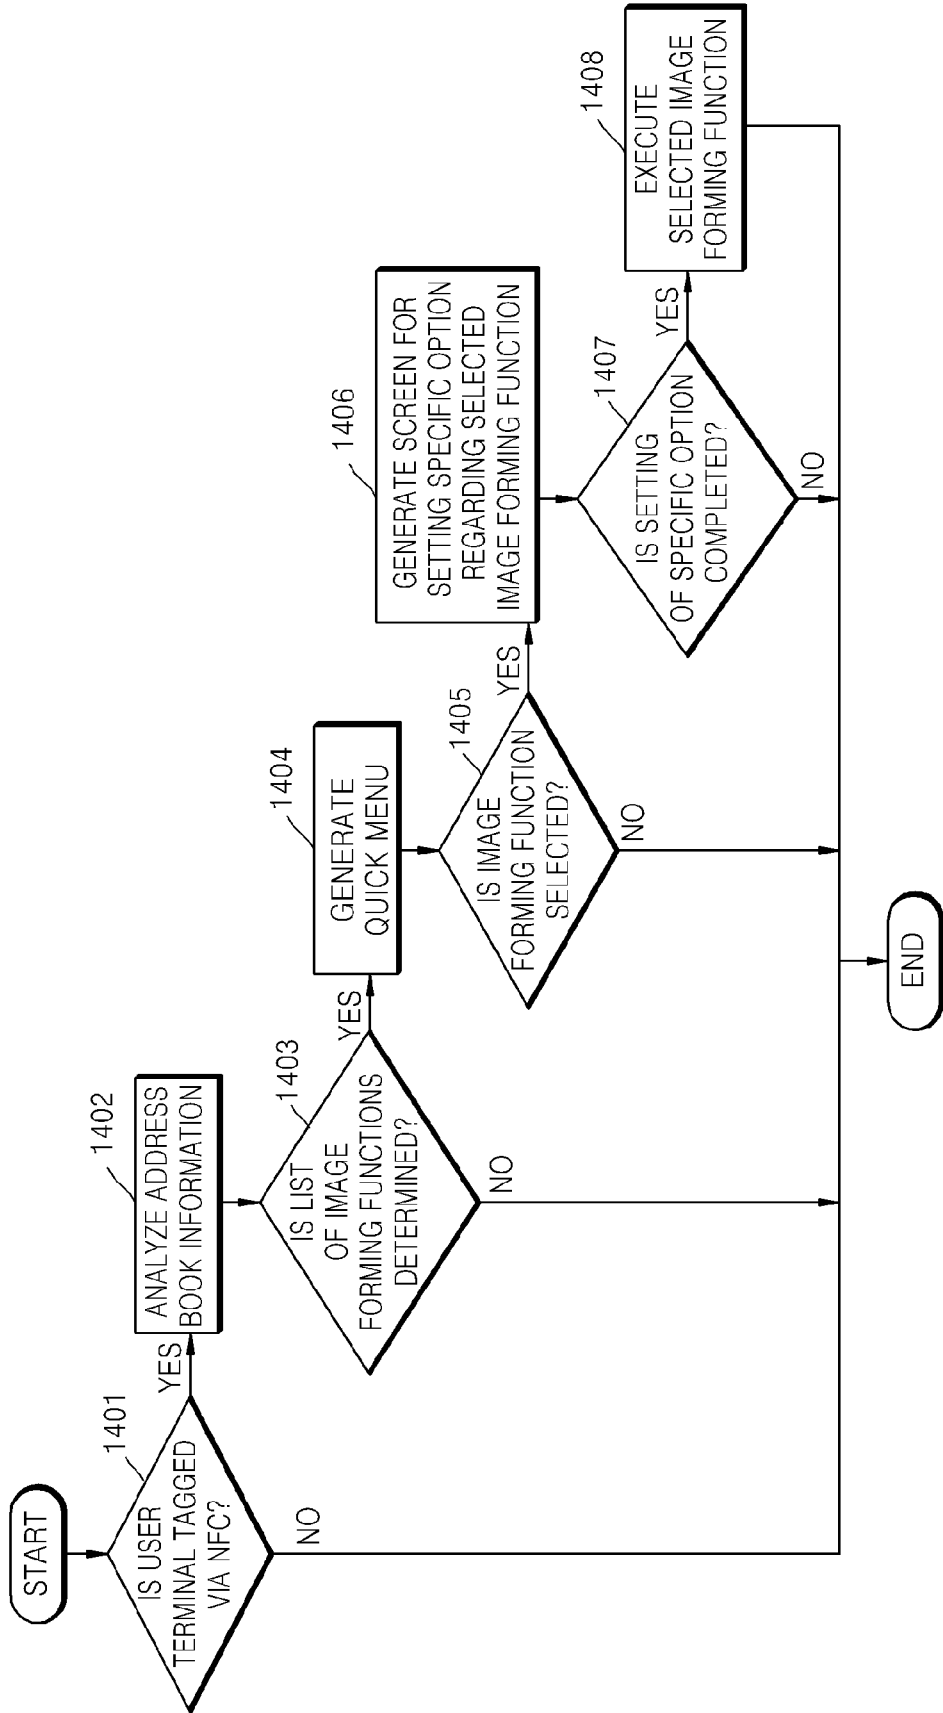 START
1401
IS USER
TERMINAL TAGGED
VIA NFC?
YES
NO
1402
ANALYZE ADDRESS
BOOK INFORMATION
1403
IS LIST
OF IMAGE
FORMING FUNCTIONS
DETERMINED?
YES
NO
1404
GENERATE
QUICK MENU
1405
IS IMAGE
FORMING FUNCTION
SELECTED?
YES
NO
1406
GENERATE SCREEN FOR
SETTING SPECIFIC OPTION
REGARDING SELECTED
IMAGE FORMING FUNCTION
1407
IS SETTING
OF SPECIFIC OPTION
COMPLETED?
YES
NO
1408
EXECUTE
SELECTED IMAGE
FORMING FUNCTION
END